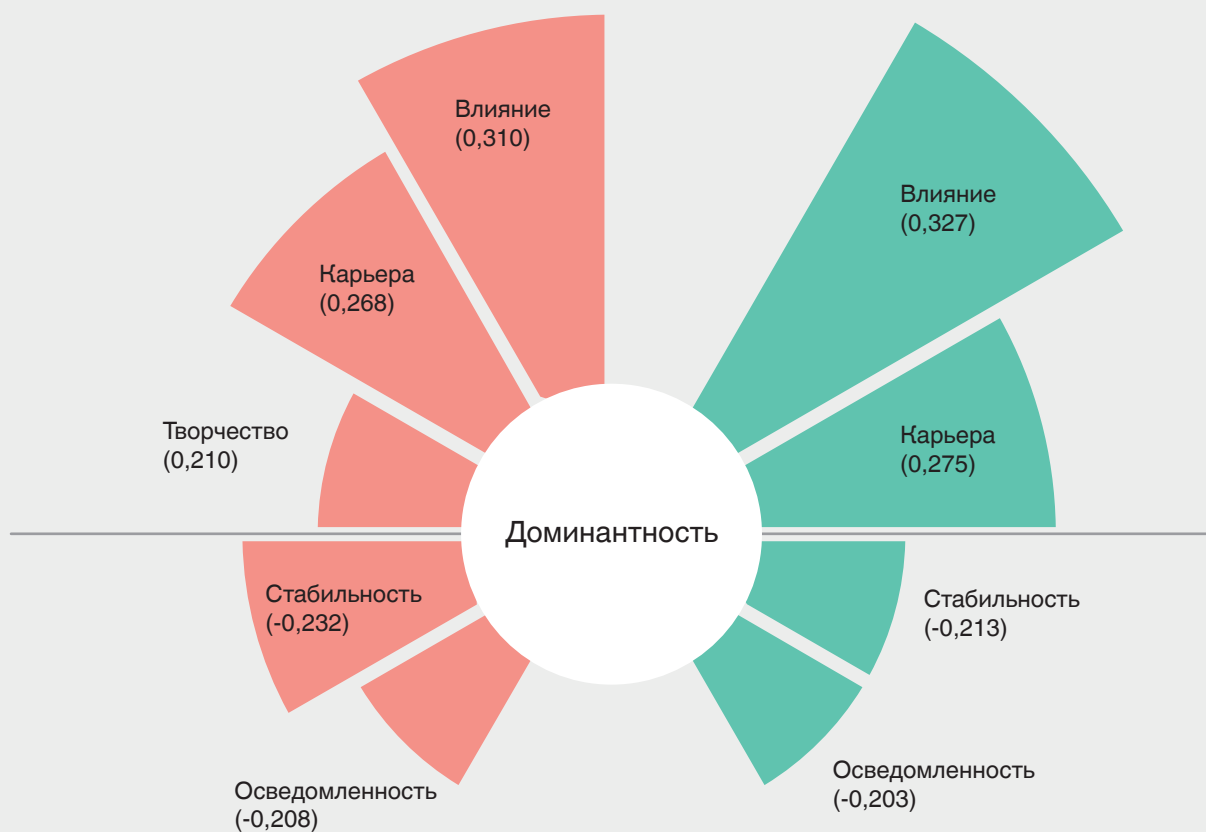 Влияние
(0,310)
Влияние
(0,327)
Карьера
(0,268)
Творчество
(0,210)
Карьера
(0,275)
Доминантность
Стабильность
(-0,232)
Стабильность
(-0,213)
Осведомленность
(-0,208)
Осведомленность
(-0,203)